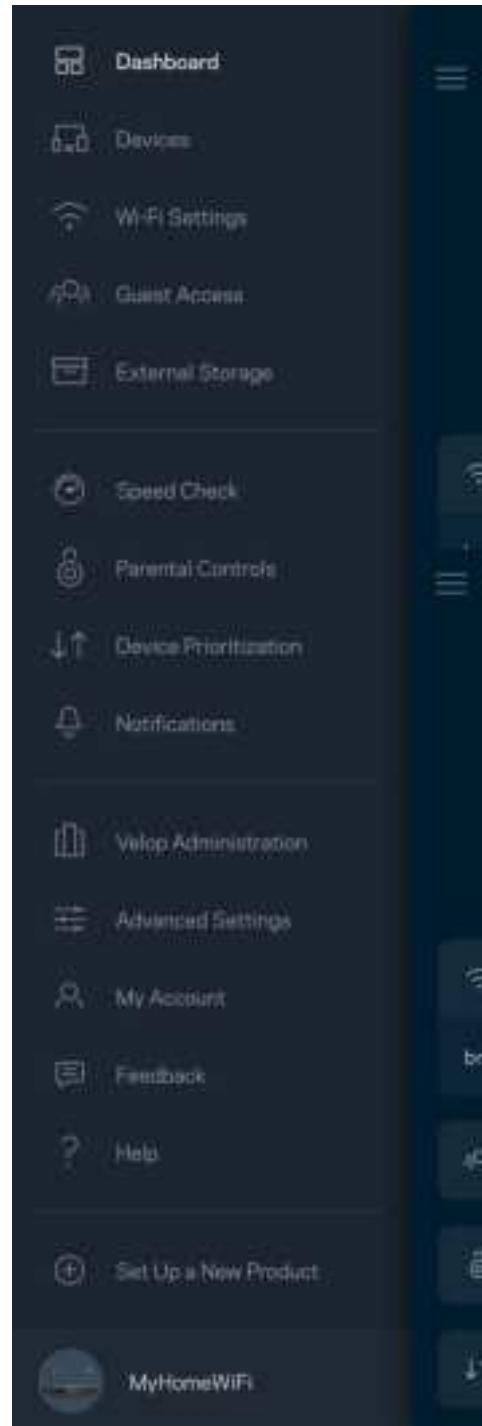 Dashboard
Devices
Wi-Fi Settings
Guest Access
External Storage
Speed Check
Parental Controls
Device Prioritization
Notifications
Velop Administration
Advanced Settings
My Account
Feedback
? Help
Set Up a New Product
MyHomeWiFi
br